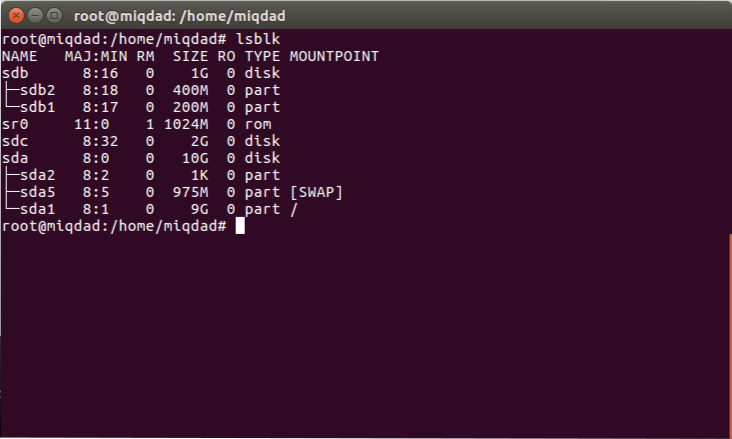 root@miqdad: /home/miqdad
root@miqdad:/home/miqdad# lsblk
NAME   MAJ:MIN RM  SIZE RO TYPE MOUNTPOINT
sdb      8:16   0    1G  0 disk
├─sdb2   8:18   0  400M  0 part
└─sdb1   8:17   0  200M  0 part
sr0     11:0    1 1024M  0 rom
sdc      8:32   0    2G  0 disk
sda      8:0    0   10G  0 disk
├─sda2   8:2    0    1K  0 part
├─sda5   8:5    0  975M  0 part [SWAP]
└─sda1   8:1    0    9G  0 part /
root@miqdad:/home/miqdad#